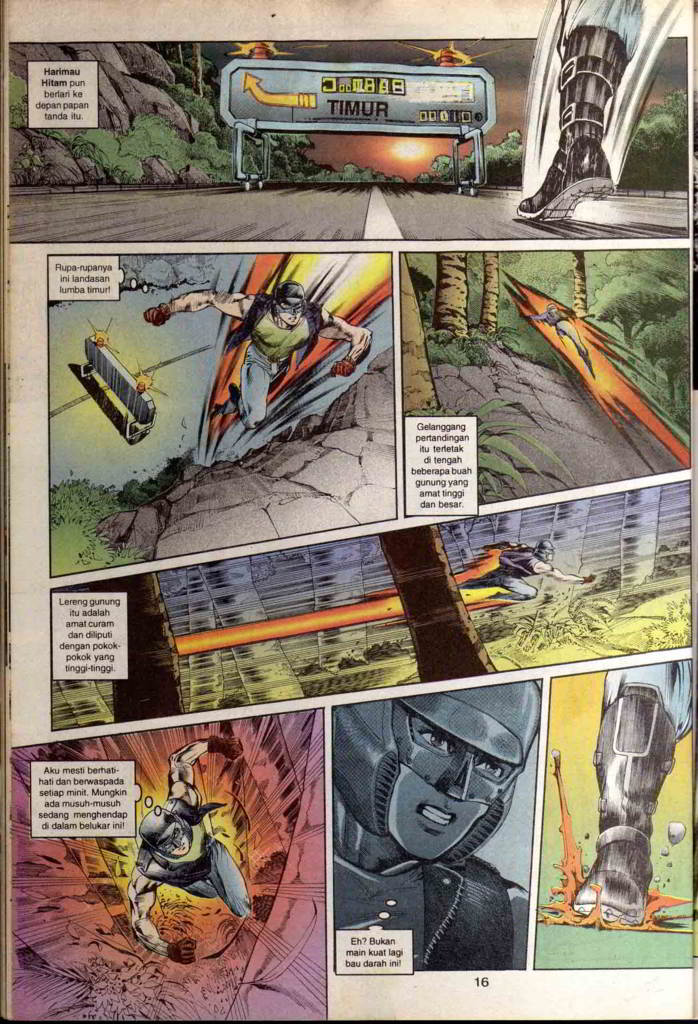 Harimau
Hitam pun
berlari ke
depan papan
tanda itu.
TIMUR
Rupa-rupanya
ini landasan
lumba timur!
Gelanggang
pertandingan
itu terletak
di tengah
beberapa buah
gunung yang
amat tinggi
dan besar.
Lereng gunung
itu adalah
amat curam
dan diliputi
dengan pokok-
pokok yang
tinggi-tinggi.
Aku mesti berhati-
hati dan berwaspada
setiap minit. Mungkin
ada musuh-musuh
sedang menghendap
di dalam belukar ini!
Eh? Bukan
main kuat lagi
bau darah ini!
16